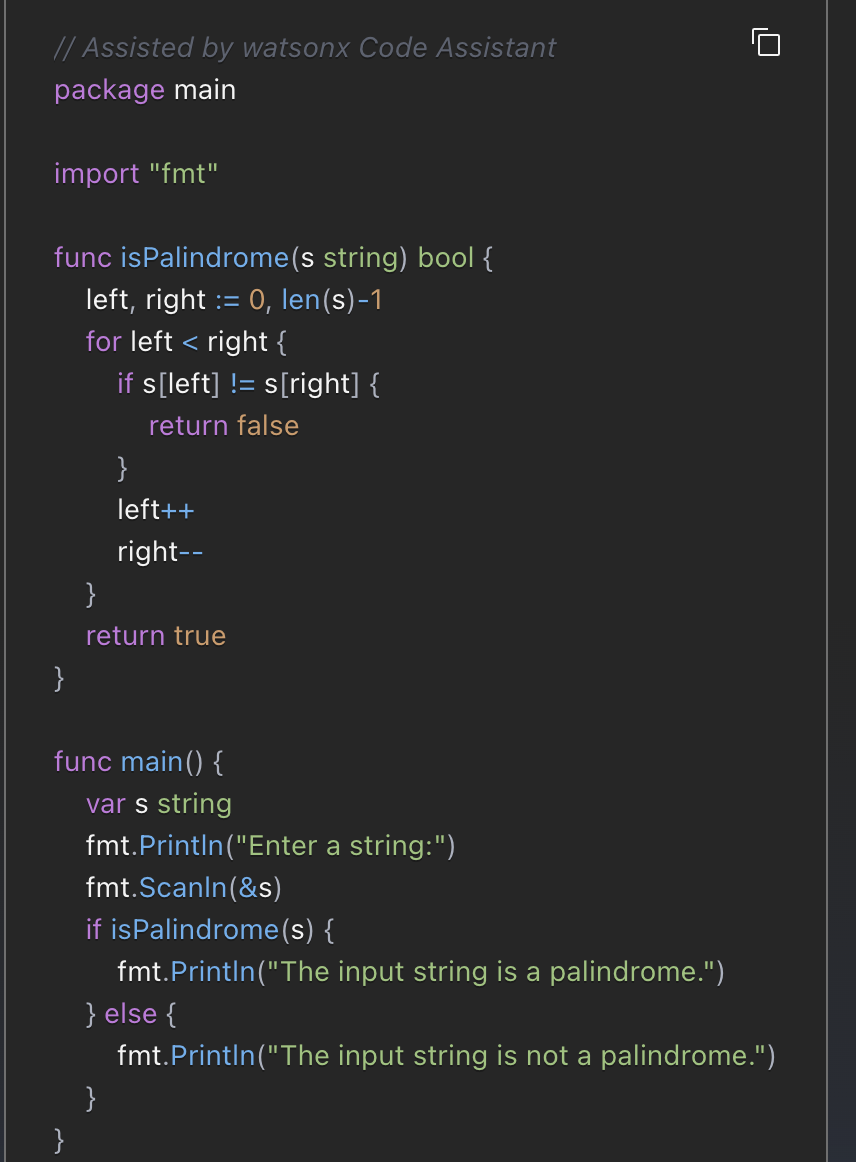 // Assisted by watsonx Code Assistant
package main
import "fmt"
func isPalindrome(s string) bool {
left, right := 0, len(s)-1
for left < right {
if s[left] != s[right] {
return false
}
left++
right--
}
return true
}
func main() {
var s string
fmt.Println("Enter a string:")
fmt.Scanln(&s)
if isPalindrome(s) {
fmt.Println("The input string is a palindrome.")
} else {
fmt.Println("The input string is not a palindrome.")
}
}